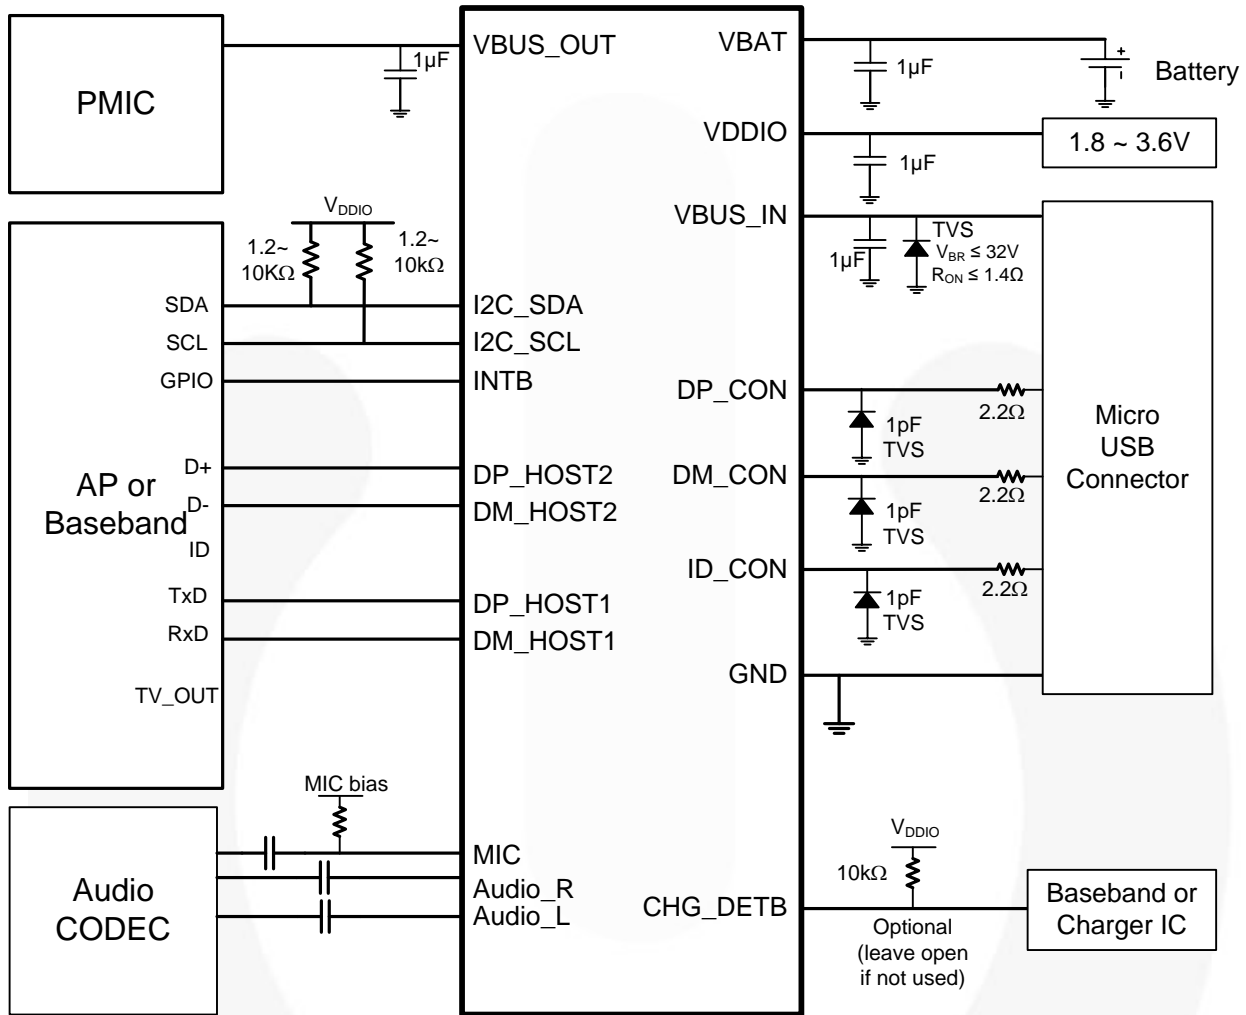 PMIC
1µF
VBUS_OUT
VBAT
1µF
+
-
Battery
VDDIO
1µF
1.8 ~ 3.6V
VBUS_IN
1µF
TVS
VBR ≤ 32V
RON ≤ 1.4Ω
VDDIO
1.2~
10KΩ
1.2~
10kΩ
AP or
Baseband
SDA
SCL
GPIO
D+
D-
ID
TxD
RxD
TV_OUT
I2C_SDA
I2C_SCL
INTB
DP_HOST2
DM_HOST2
DP_HOST1
DM_HOST1
DP_CON
1pF
TVS
2.2Ω
DM_CON
1pF
TVS
2.2Ω
ID_CON
1pF
TVS
2.2Ω
GND
Micro
USB
Connector
Audio
CODEC
MIC bias
MIC
Audio_R
Audio_L
CHG_DETB
VDDIO
10kΩ
Optional
(leave open
if not used)
Baseband or
Charger IC